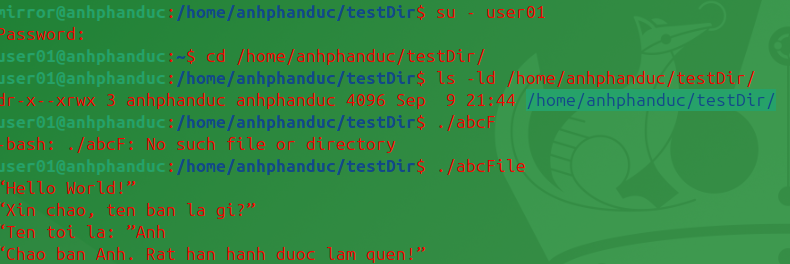 mirror@anhphanduc:/home/anhphanduc/testDir$ su - user01
Password:
user01@anhphanduc:~$ cd /home/anhphanduc/testDir/
user01@anhphanduc:/home/anhphanduc/testDir$ ls -ld /home/anhphanduc/testDir/
dr-x--xrwx 3 anhphanduc anhphanduc 4096 Sep  9 21:44 /home/anhphanduc/testDir/
user01@anhphanduc:/home/anhphanduc/testDir$ ./abcF
-bash: ./abcF: No such file or directory
user01@anhphanduc:/home/anhphanduc/testDir$ ./abcFile
“Hello World!”
“Xin chao, ten ban la gi?”
“Ten toi la: ”Anh
“Chao ban Anh. Rat han hanh duoc lam quen!”